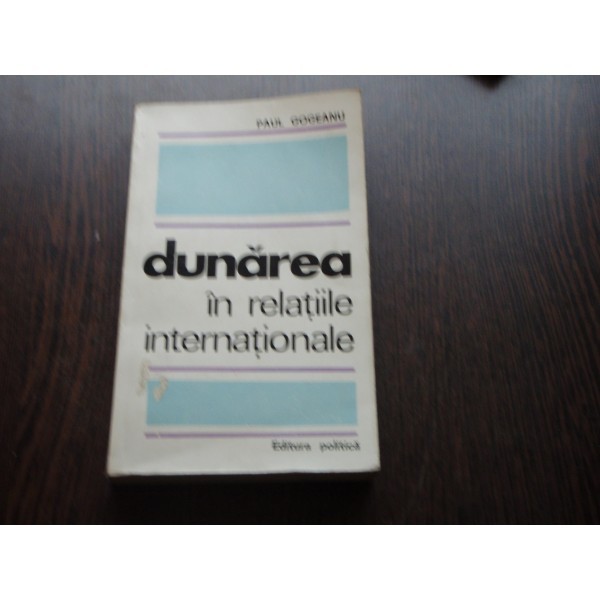 PAUL GOGEANU
dunărea
în relațiile
internaționale
Editura politică